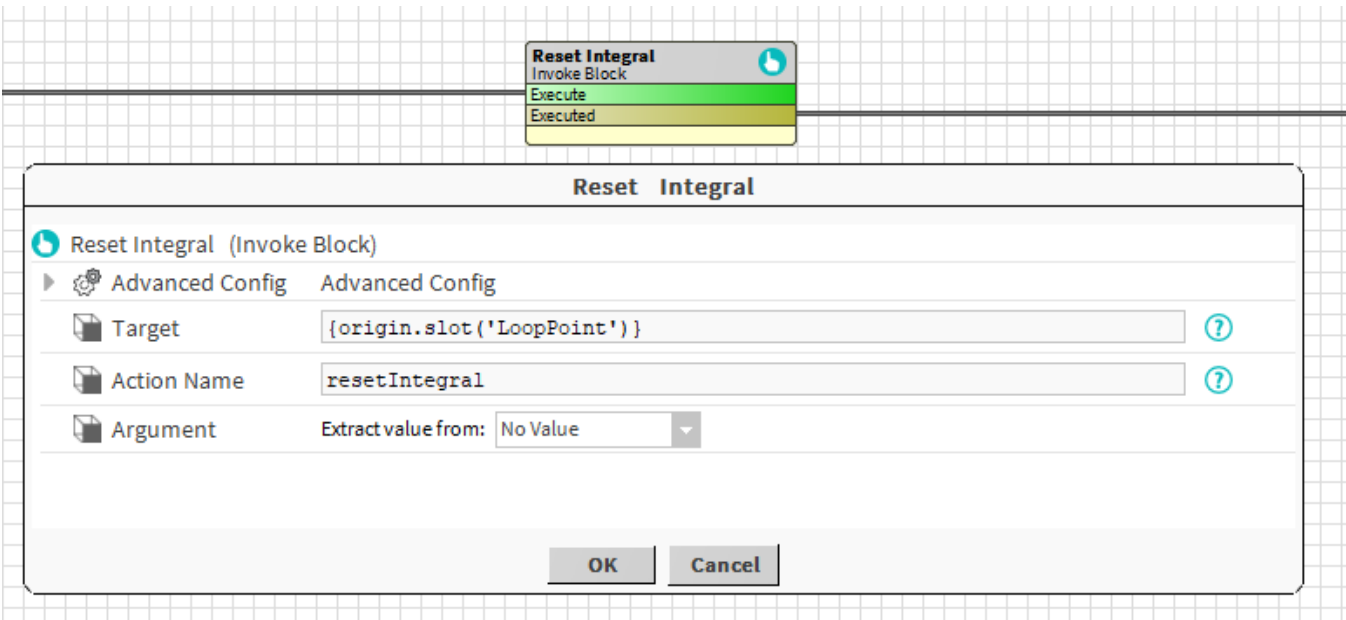 Reset Integral
Invoke Block
Execute
Executed
Reset Integral
Reset Integral (Invoke Block)
Advanced Config Advanced Config
Target {origin.slot('LoopPoint')} ?
Action Name resetIntegral ?
Argument Extract value from: No Value
OK Cancel